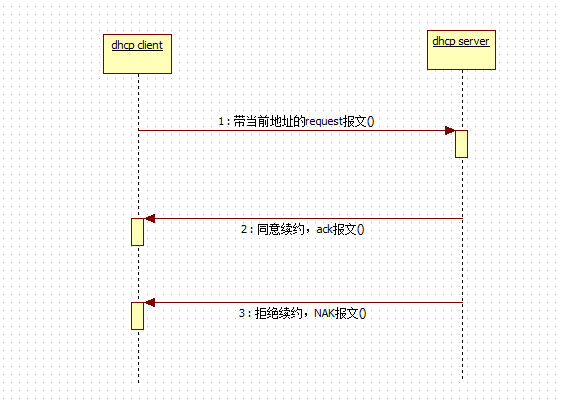 dhcp client
dhcp server
1 : 带当前地址的request报文()
2 : 同意续约，ack报文()
3 : 拒绝续约，NAK报文()